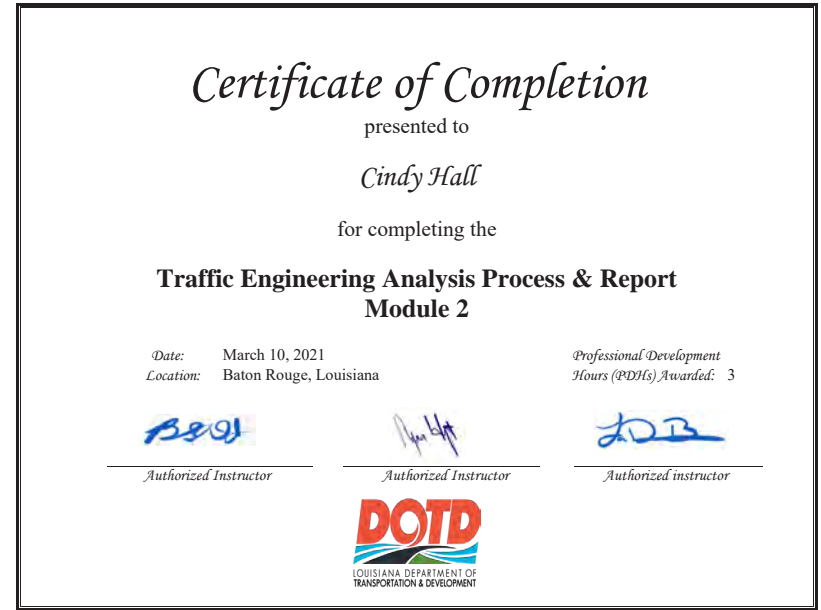 Certificate of Completion
presented to
Cindy Hall
for completing the
Traffic Engineering Analysis Process & Report
Module 2
Date: March 10, 2021
Location: Baton Rouge, Louisiana
Professional Development
Hours (PDHs) Awarded: 3
Authorized Instructor
Authorized Instructor
Authorized instructor
DOTD
LOUISIANA DEPARTMENT OF
TRANSPORTATION & DEVELOPMENT